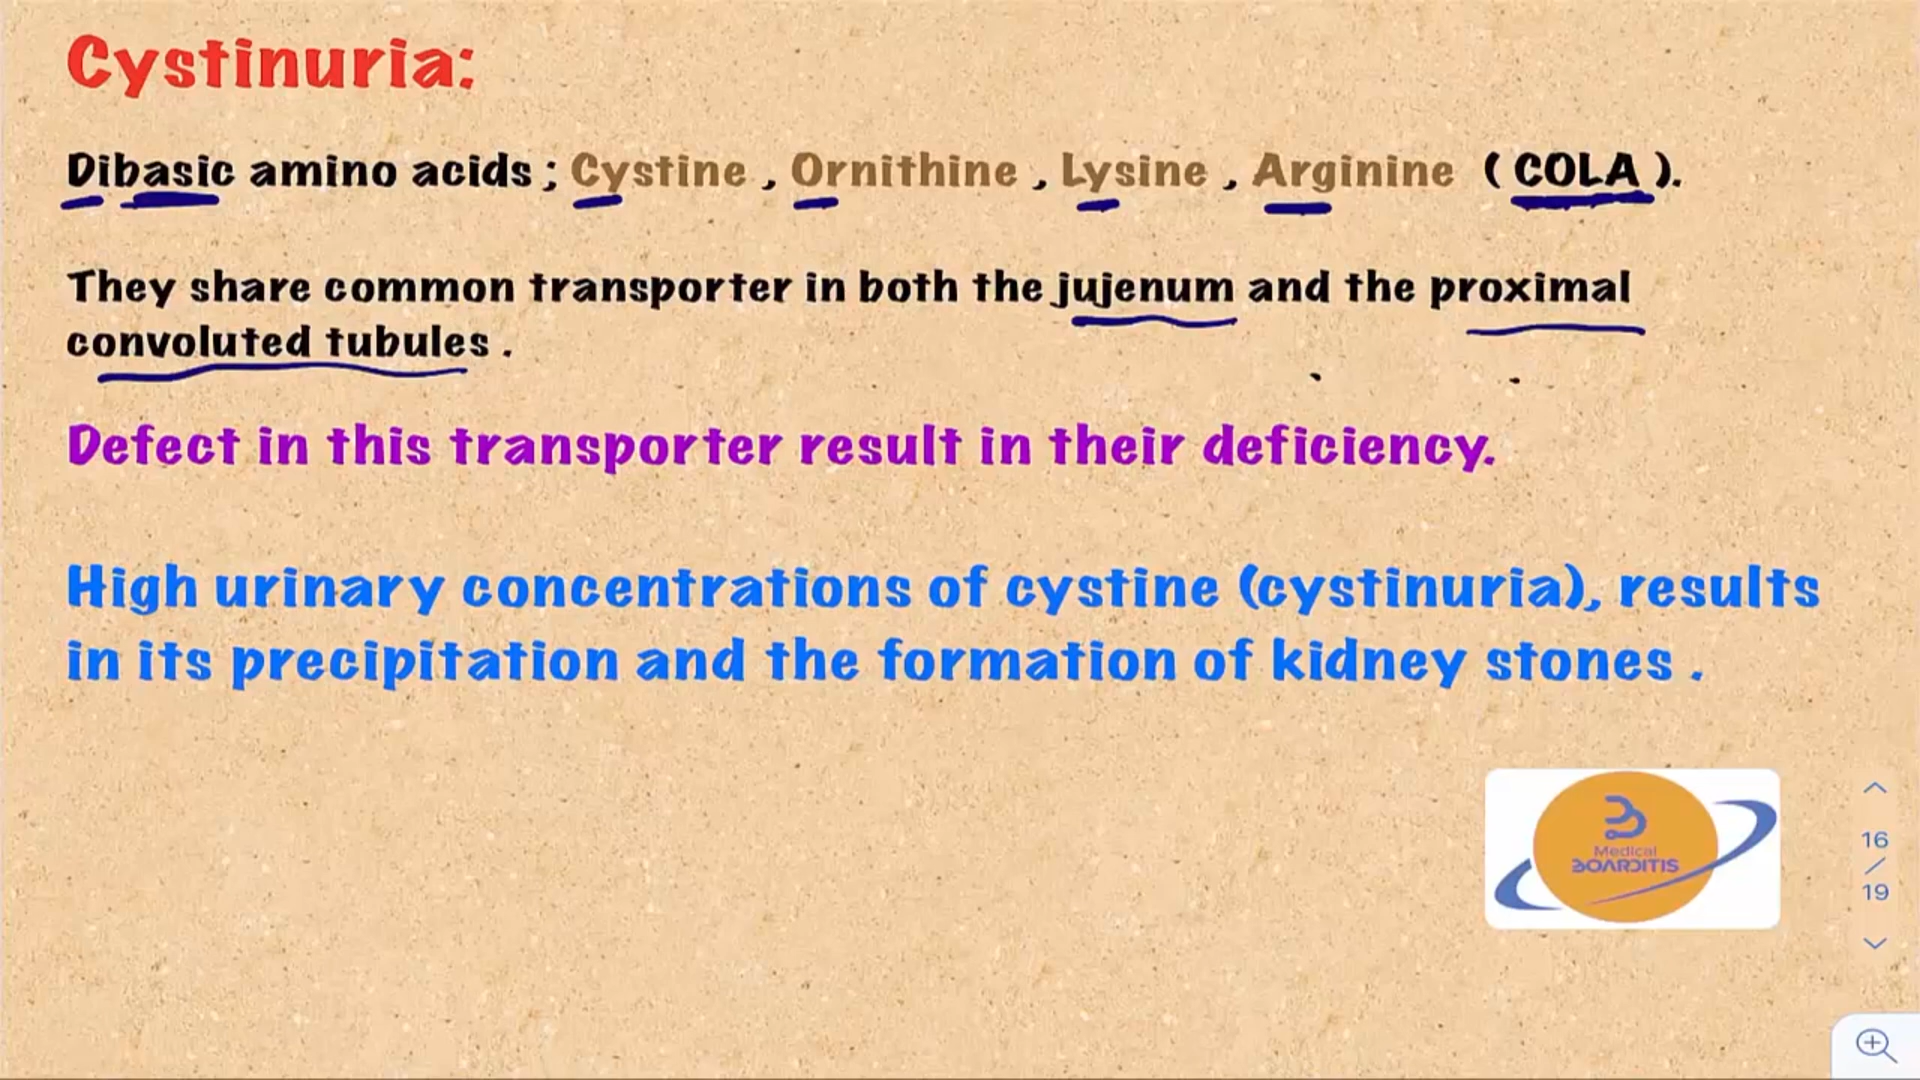 Cystinuria:
Dibasic amino acids ; Cystine , Ornithine , Lysine , Arginine ( COLA ).
They share common transporter in both the jujenum and the proximal
convoluted tubules .
Defect in this transporter result in their deficiency.
High urinary concentrations of cystine (cystinuria), results
in its precipitation and the formation of kidney stones .
Medical
BOARDITIS
16
/
19